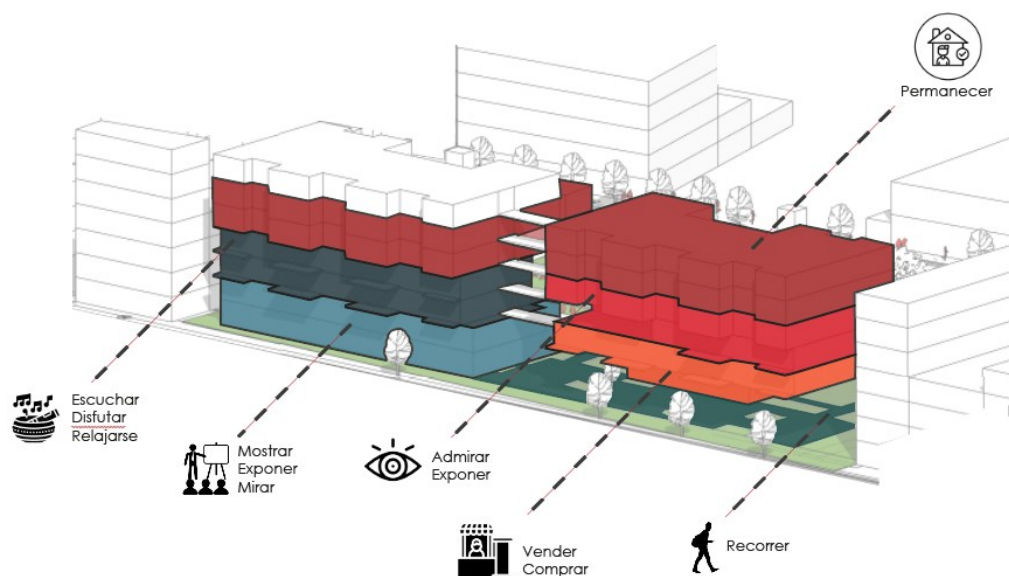 Permanecer
Escuchar
Disfutar
Relajarse
Mostrar
Exponer
Mirar
Admirar
Exponer
Vender
Comprar
Recorrer